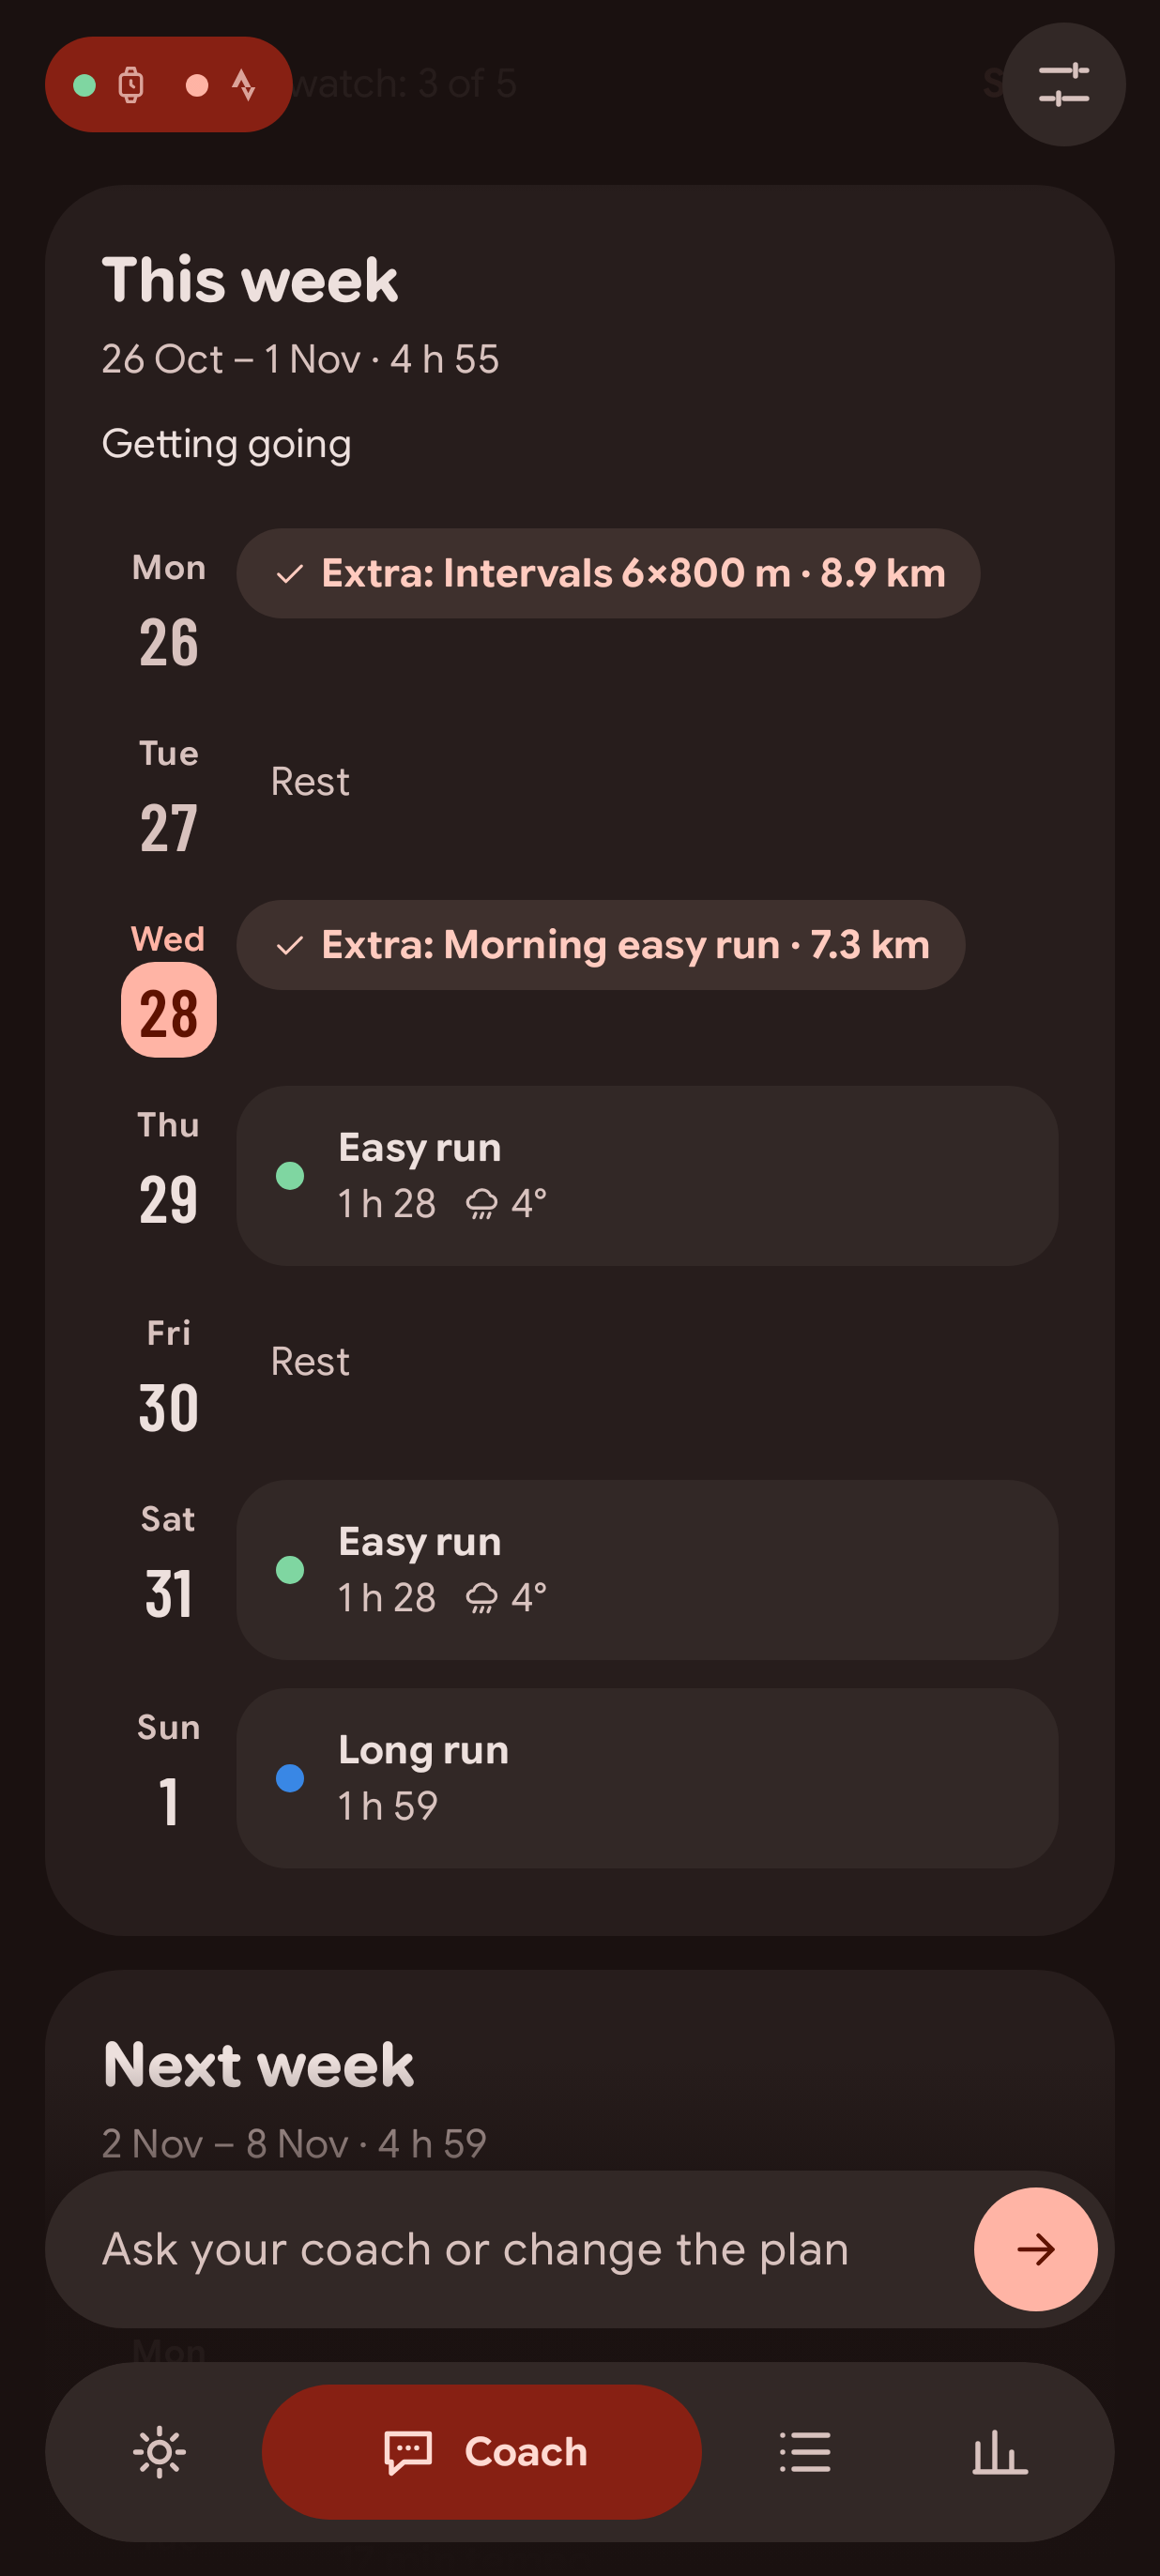 watch: 3 of 5
This week
26 Oct – 1 Nov · 4 h 55
Getting going
Mon
26
Extra: Intervals 6×800 m · 8.9 km
Tue
27
Rest
Wed
28
Extra: Morning easy run · 7.3 km
Thu
29
Easy run
1 h 28 4°
Fri
30
Rest
Sat
31
Easy run
1 h 28 4°
Sun
1
Long run
1 h 59
Next week
2 Nov – 8 Nov · 4 h 59
Ask your coach or change the plan
Mon
Coach